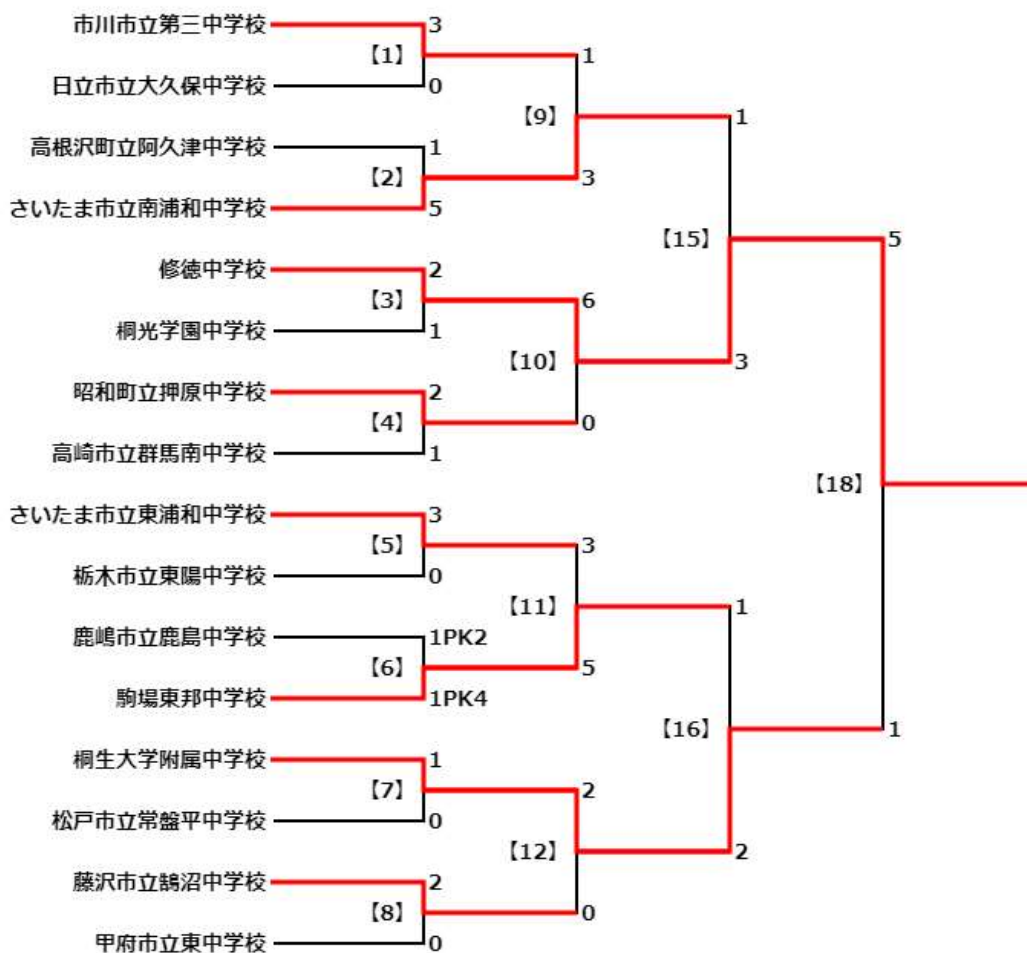 市川市立第三中学校 3
【1】 1
日立市立大久保中学校 0
【9】 1
高根沢町立阿久津中学校 1
【2】 3
さいたま市立南浦和中学校 5
【15】 5
修徳中学校 2
【3】 6
桐光学園中学校 1
【10】 3
昭和町立押原中学校 2
【4】 0
高崎市立群馬南中学校 1
【18】
さいたま市立東浦和中学校 3
【5】 3
栃木市立東陽中学校 0
【11】 1
鹿嶋市立鹿島中学校 1PK2
【6】 5
駒場東邦中学校 1PK4
【16】 1
桐生大学附属中学校 1
【7】 2
松戸市立常盤平中学校 0
【12】 2
藤沢市立鵠沼中学校 2
【8】 0
甲府市立東中学校 0